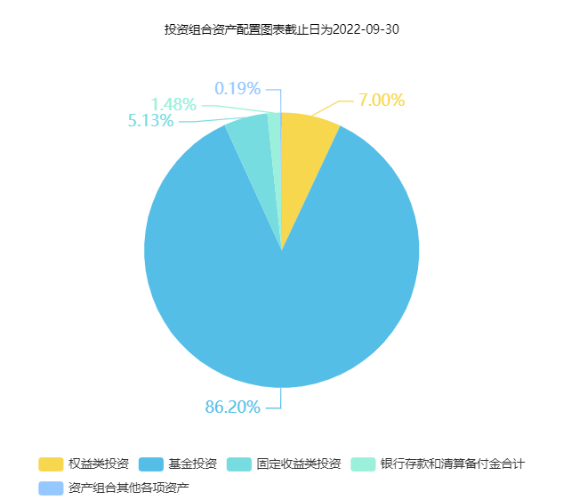 投资组合资产配置图表截止日为2022-09-30
0.19%
7.00%
1.48%
5.13%
86.20%
权益类投资 基金投资 固定收益类投资 银行存款和清算备付金合计
资产组合其他各项资产